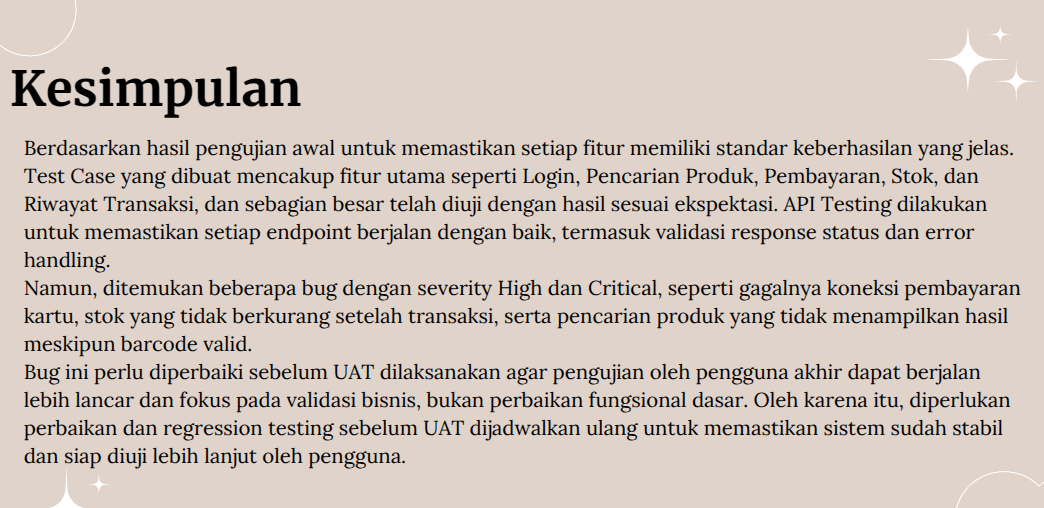 Kesimpulan
Berdasarkan hasil pengujian awal untuk memastikan setiap fitur memiliki standar keberhasilan yang jelas.
Test Case yang dibuat mencakup fitur utama seperti Login, Pencarian Produk, Pembayaran, Stok, dan
Riwayat Transaksi, dan sebagian besar telah diuji dengan hasil sesuai ekspektasi. API Testing dilakukan
untuk memastikan setiap endpoint berjalan dengan baik, termasuk validasi response status dan error
handling.
Namun, ditemukan beberapa bug dengan severity High dan Critical, seperti gagalnya koneksi pembayaran
kartu, stok yang tidak berkurang setelah transaksi, serta pencarian produk yang tidak menampilkan hasil
meskipun barcode valid.
Bug ini perlu diperbaiki sebelum UAT dilaksanakan agar pengujian oleh pengguna akhir dapat berjalan
lebih lancar dan fokus pada validasi bisnis, bukan perbaikan fungsional dasar. Oleh karena itu, diperlukan
perbaikan dan regression testing sebelum UAT dijadwalkan ulang untuk memastikan sistem sudah stabil
dan siap diuji lebih lanjut oleh pengguna.